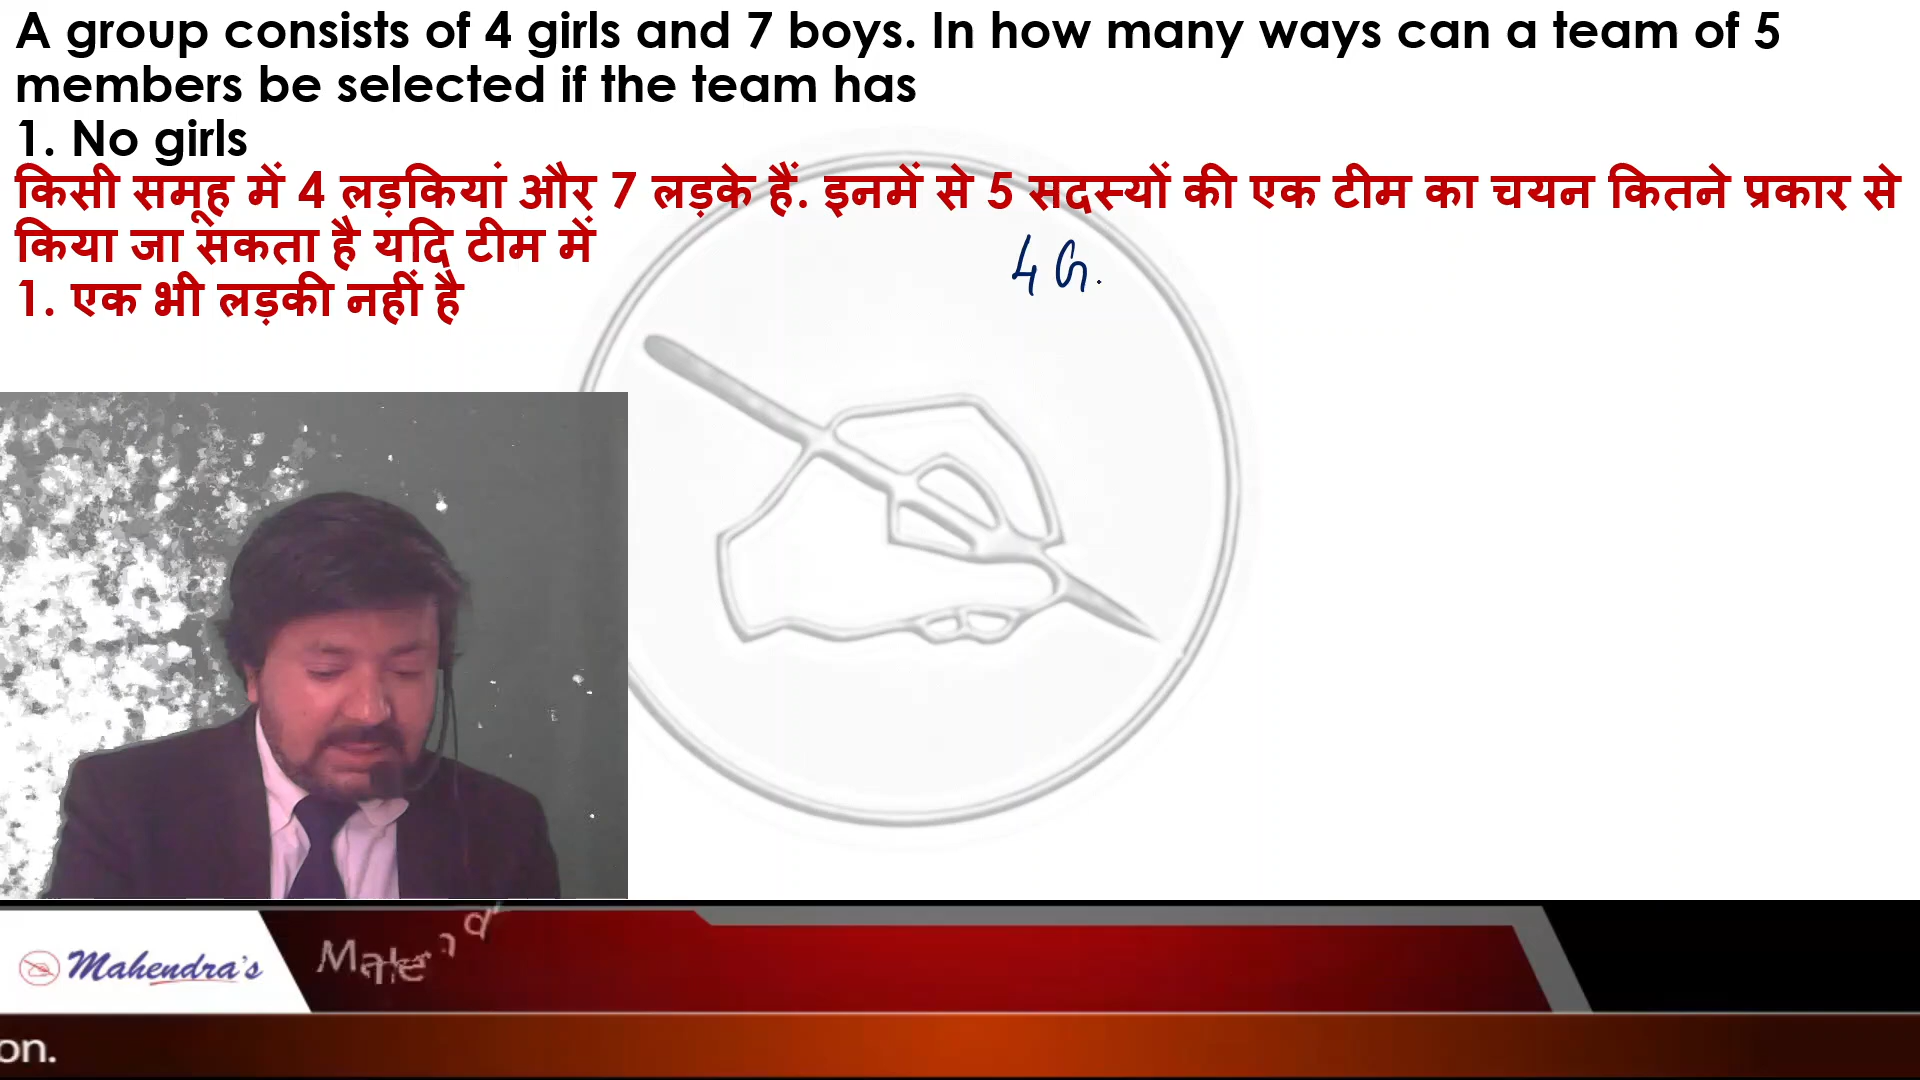 A group consists of 4 girls and 7 boys. In how many ways can a team of 5
members be selected if the team has
1. No girls
किसी समूह में 4 लड़कियां और 7 लड़के हैं. इनमें से 5 सदस्यों की एक टीम का चयन कितने प्रकार से
किया जा सकता है यदि टीम में
1. एक भी लड़की नहीं है
4 G.
Mahendra's
on.